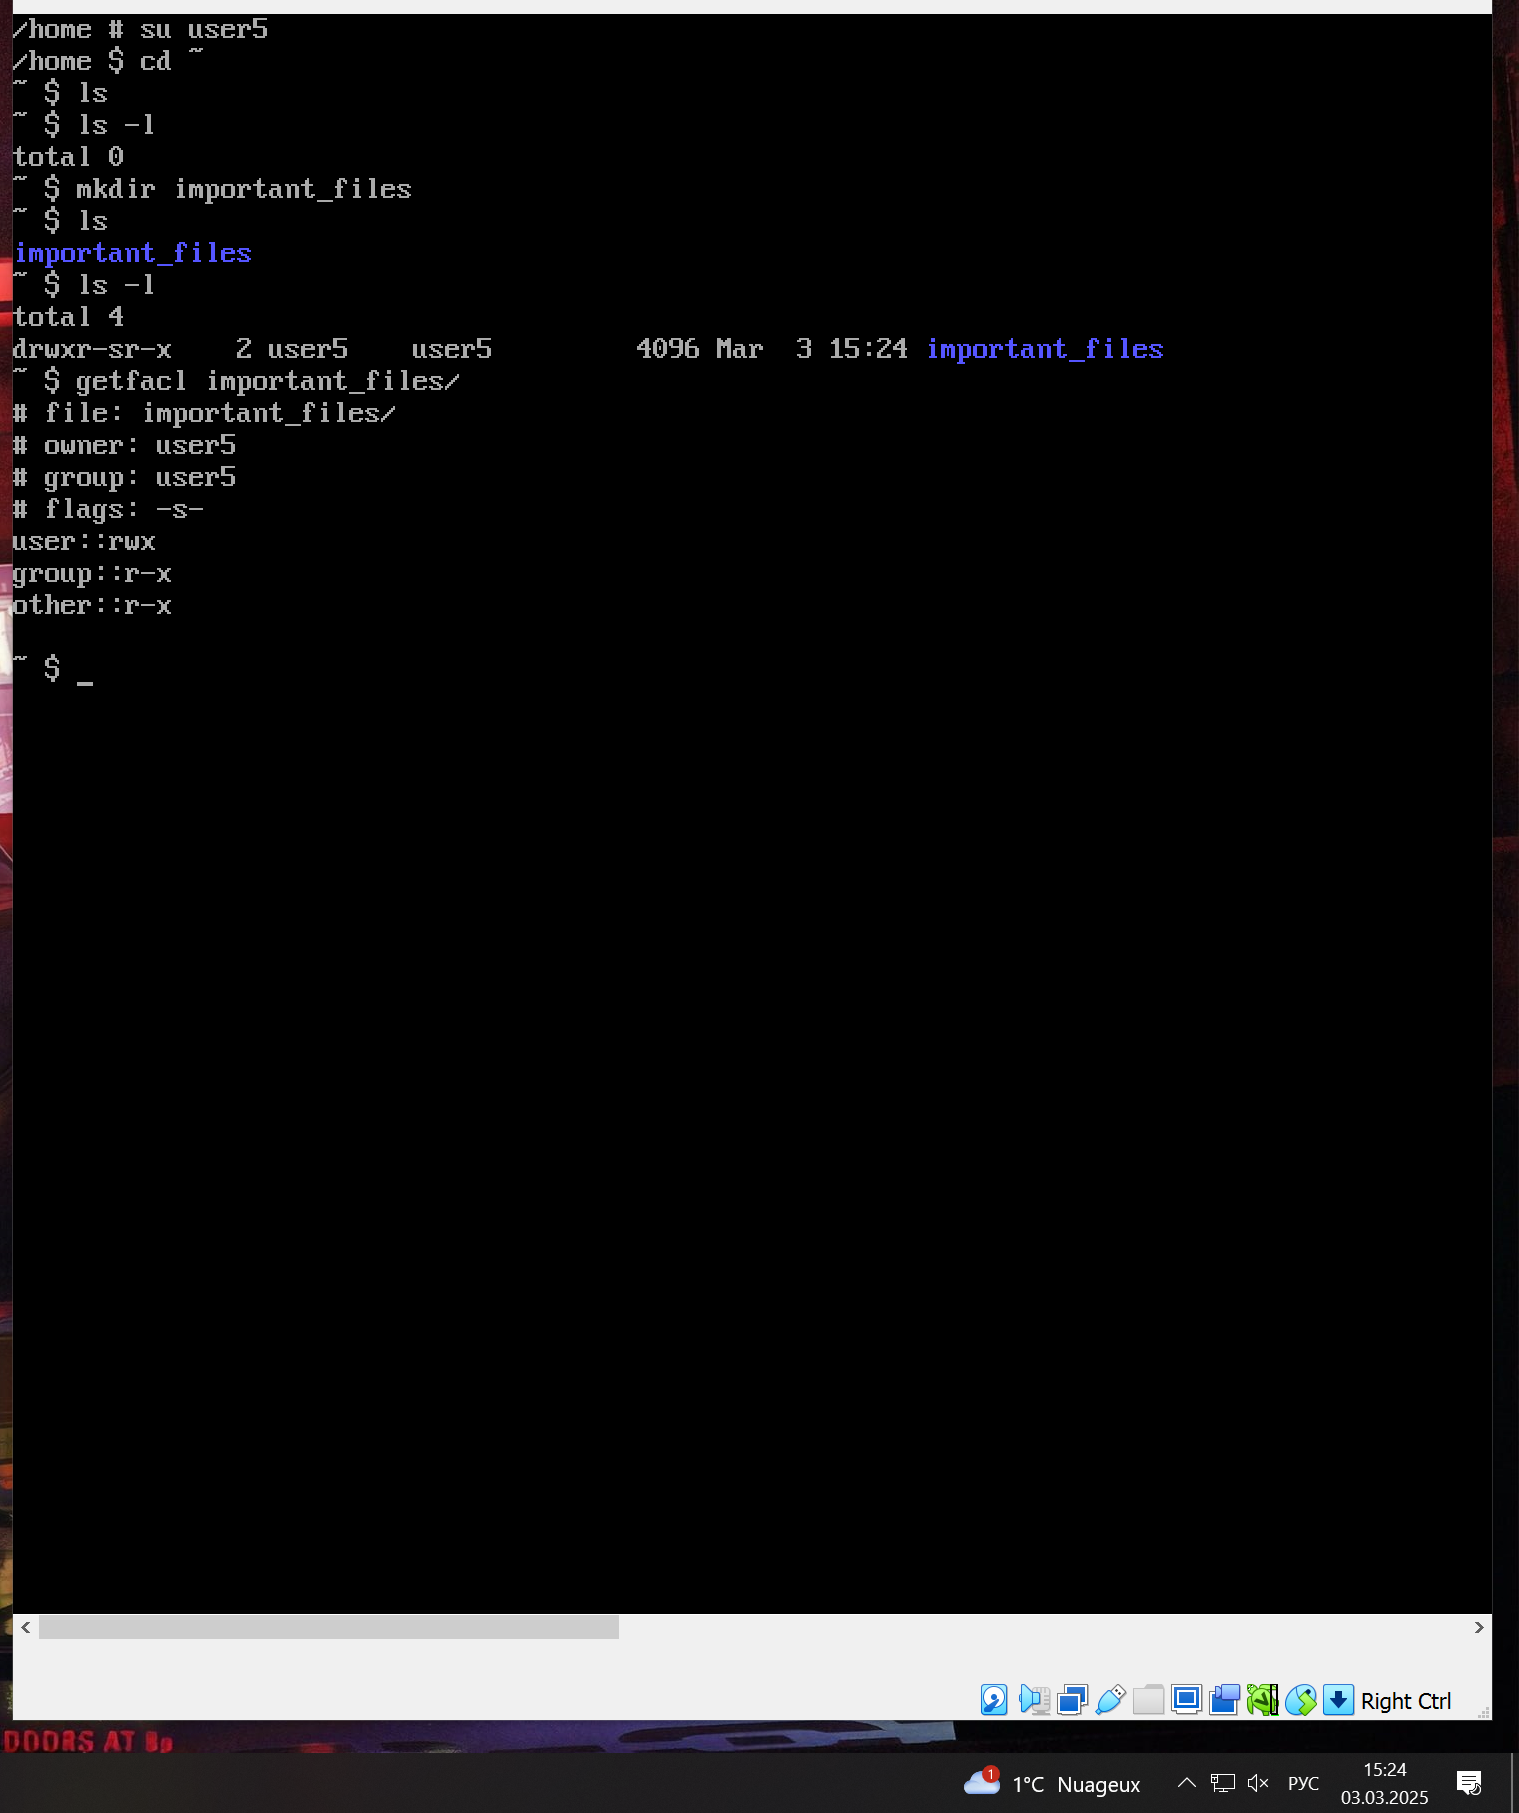 /home # su user5
/home $ cd ~
~ $ ls
~ $ ls -l
total 0
~ $ mkdir important_files
~ $ ls
important_files
~ $ ls -l
total 4
drwxr-sr-x    2 user5    user5         4096 Mar  3 15:24 important_files
~ $ getfacl important_files/
# file: important_files/
# owner: user5
# group: user5
# flags: -s-
user::rwx
group::r-x
other::r-x
~ $ _
Right Ctrl
DOORS AT 8p
1
1°C Nuageux
РУС
15:24
03.03.2025